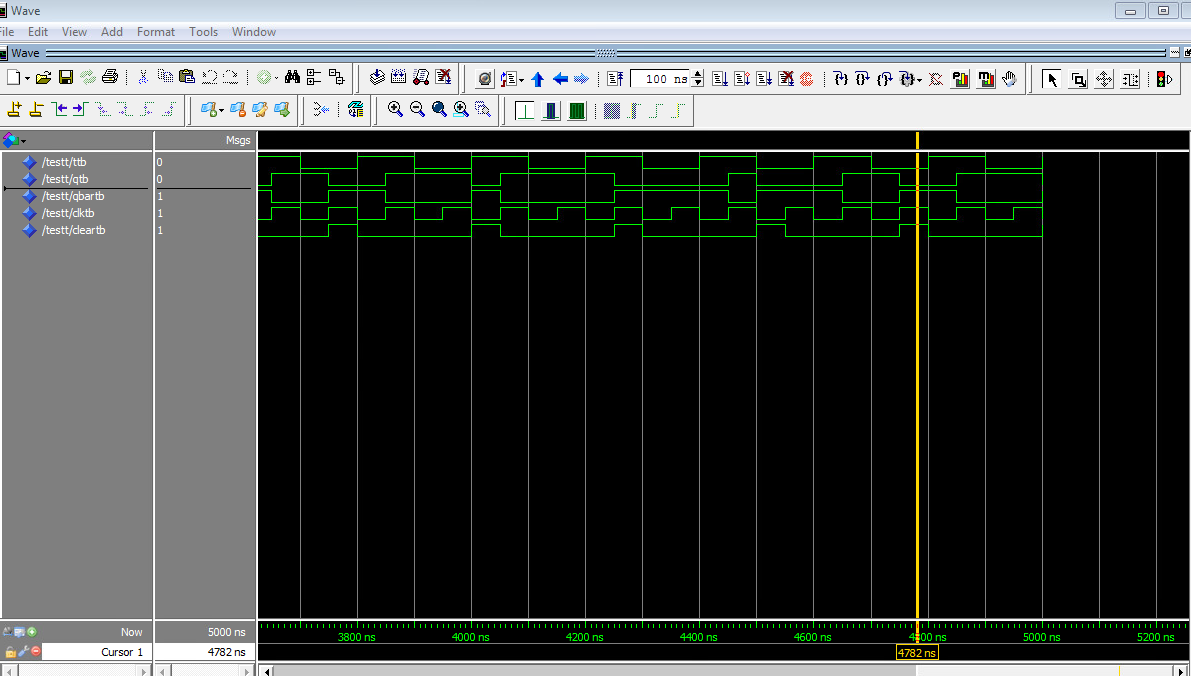 Wave
File Edit View Add Format Tools Window
Wave
100 ns
Msgs
/testt/ttb 0
/testt/qtb 0
/testt/qbartb 1
/testt/clktb 1
/testt/cleartb 1
Now 5000 ns
3800 ns 4000 ns 4200 ns 4400 ns 4600 ns 4800 ns 5000 ns 5200 ns
Cursor 1 4782 ns
4782 ns